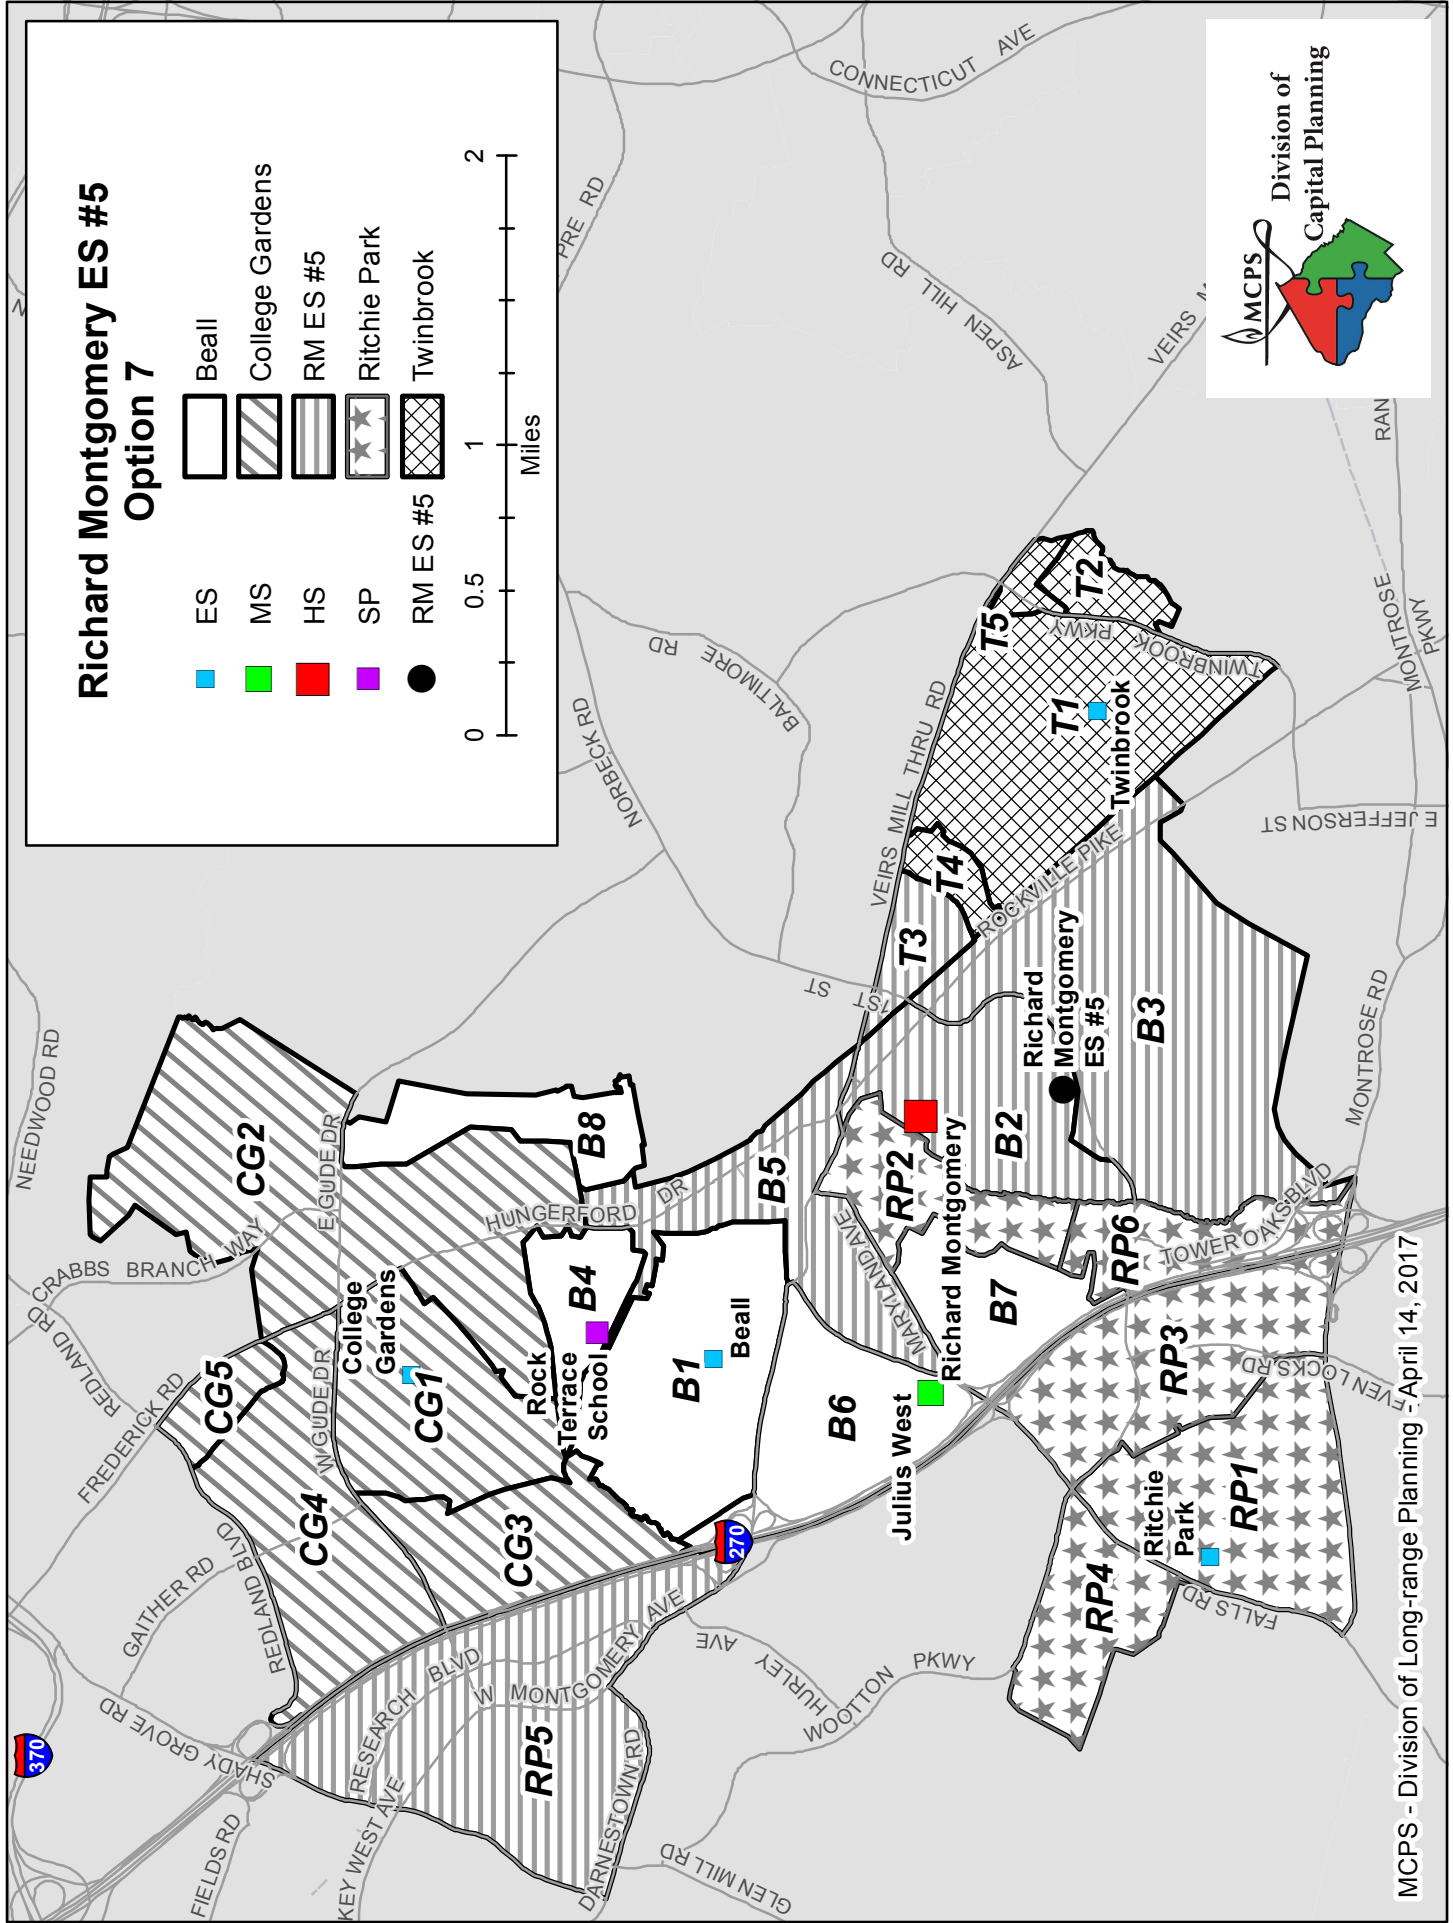 Richard Montgomery ES #5
Option 7
ES
MS
HS
SP
RM ES #5
Beall
College Gardens
RM ES #5
Ritchie Park
Twinbrook
0
0.5
1
2
Miles
370
SHADY GROVE RD
FIELDS RD
KEY WEST AVE
RESEARCH BLVD
W MONTGOMERY AVE
DARNESTOWN RD
GLEN MILL RD
RP5
GAITHER RD
REDLAND BLVD
FREDERICK RD
REDLAND RD
CRABBS BRANCH WAY
NEEDWOOD RD
CG4
CG5
CG2
W GUDE DR
E GUDE DR
College
Gardens
CG1
CG3
HUNGERFORD DR
Rock
Terrace
School
B4
B8
B1
Beall
B5
270
B6
HURLEY AVE
WOOTTON PKWY
Julius West
MARYLAND AVE
RP2
Richard Montgomery
B7
B2
Richard
Montgomery
ES #5
B3
RP6
TOWER OAKS BLVD
RP3
RP4
Ritchie
Park
RP1
FALLS RD
MONTROSE RD
1ST ST
T3
T4
ROCKVILLE PIKE
VEIRS MILL THRU RD
T1
Twinbrook
T5
T2
TWINBROOK PKWY
E JEFFERSON ST
MONTROSE PKWY
RAN
NORBECK RD
BALTIMORE RD
PRE RD
ASPEN HILL RD
CONNECTICUT AVE
VEIRS M
N
EVEN LOCKS RD
MCPS
Division of
Capital Planning
MCPS - Division of Long-range Planning - April 14, 2017